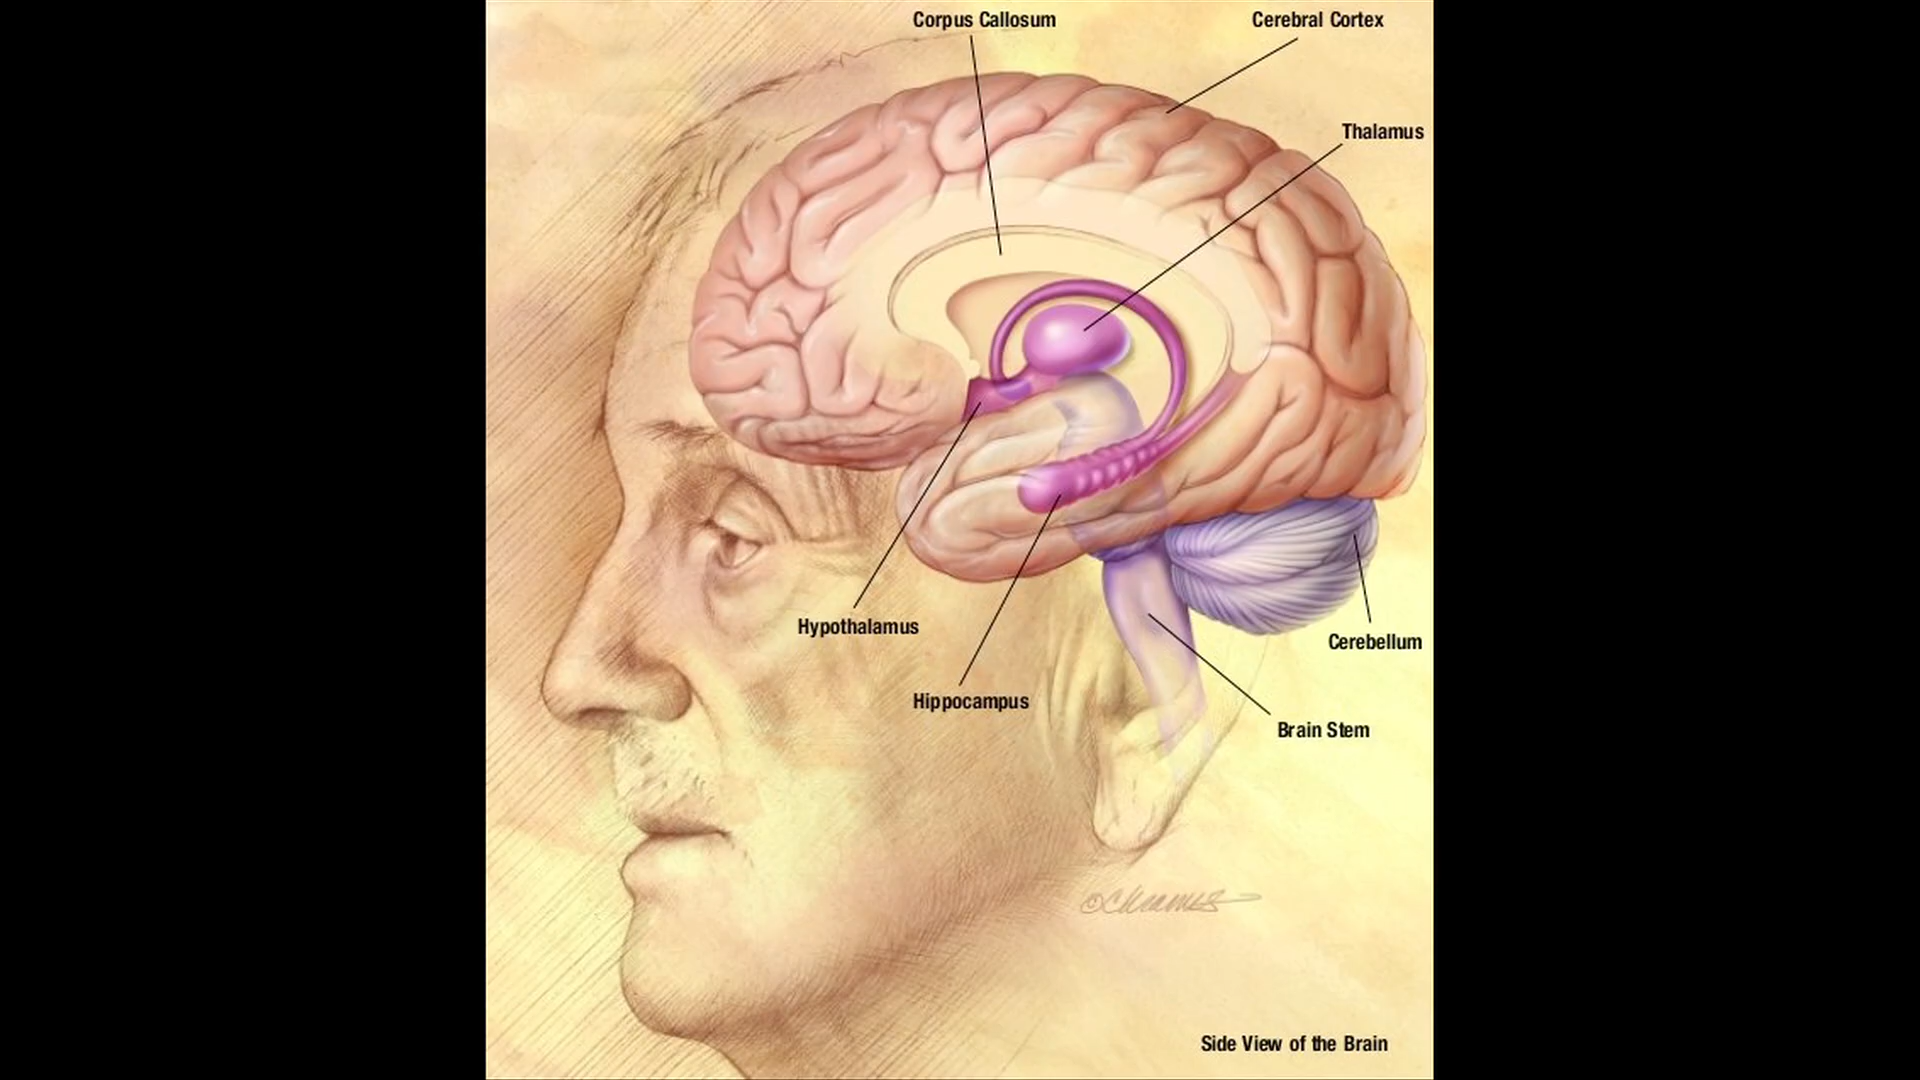 Corpus Callosum
Cerebral Cortex
Thalamus
Hypothalamus
Cerebellum
Hippocampus
Brain Stem
Side View of the Brain